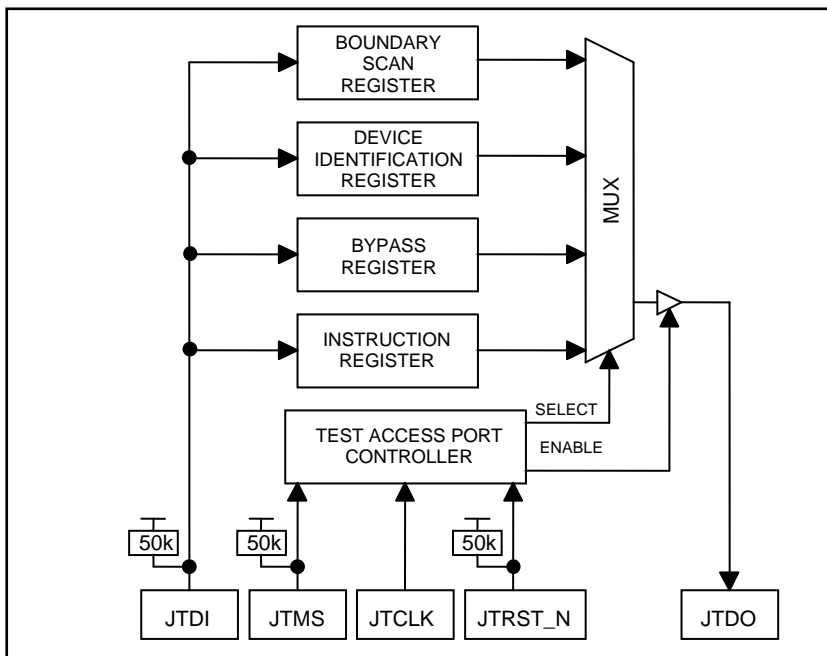 BOUNDARY
SCAN
REGISTER
DEVICE
IDENTIFICATION
REGISTER
BYPASS
REGISTER
INSTRUCTION
REGISTER
MUX
TEST ACCESS PORT
CONTROLLER
SELECT
ENABLE
50k
50k
50k
JTDI
JTMS
JTCLK
JTRST_N
JTDO